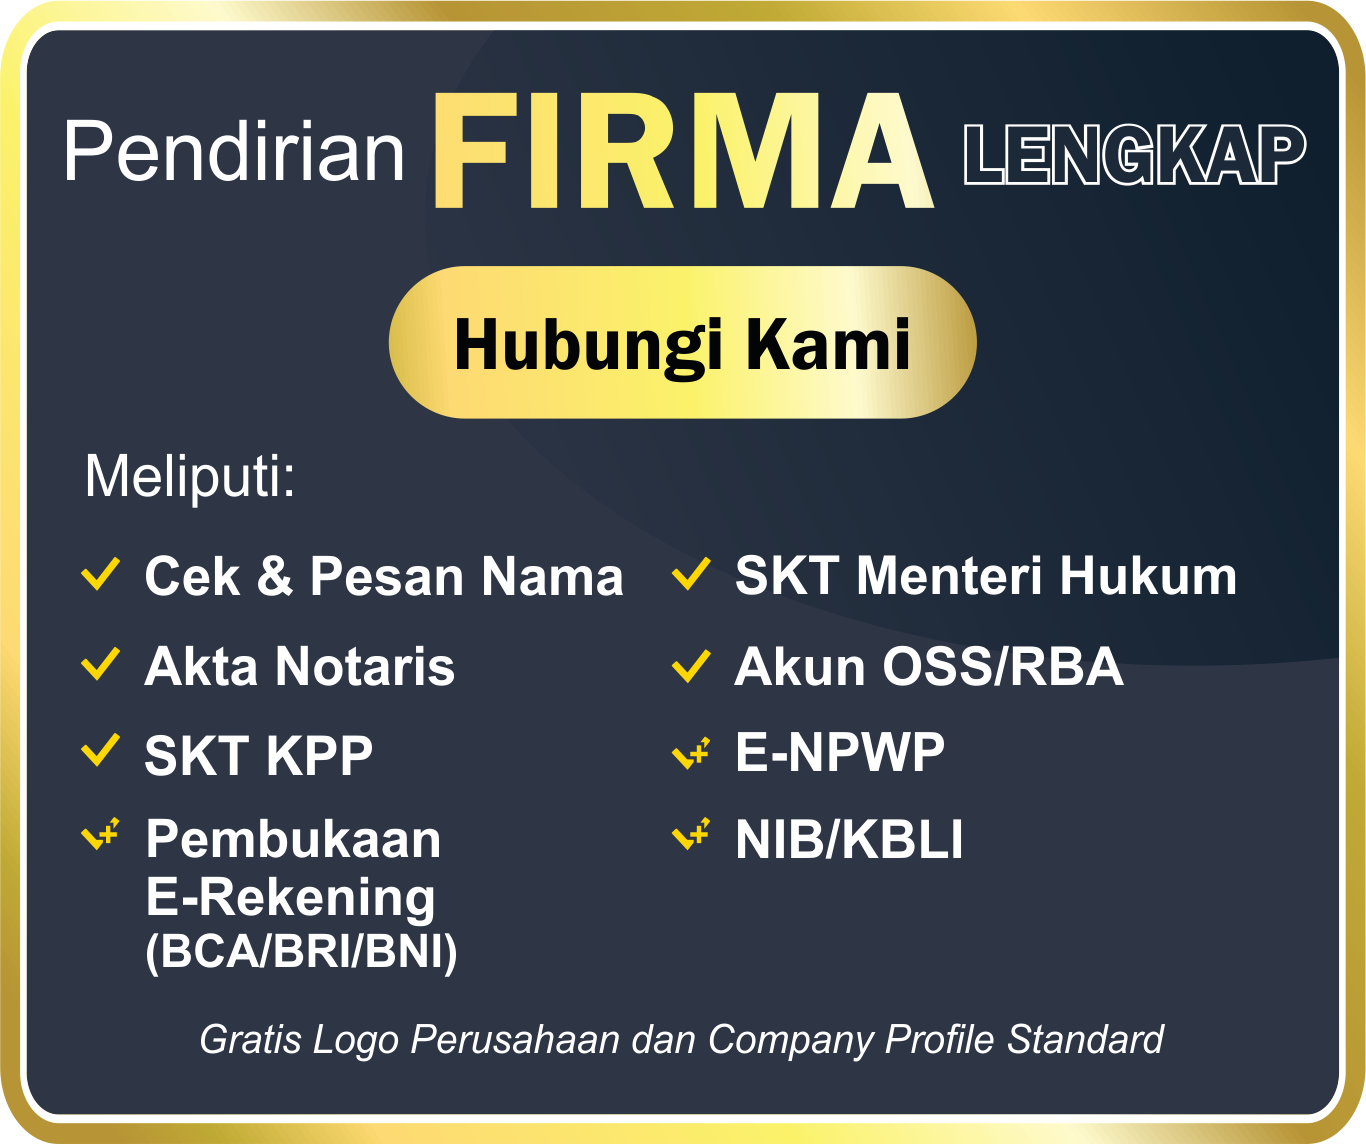 Pendirian FIRMA LENGKAP
Hubungi Kami
Meliputi:
Cek & Pesan Nama
Akta Notaris
SKT KPP
Pembukaan
E-Rekening
(BCA/BRI/BNI)
SKT Menteri Hukum
Akun OSS/RBA
E-NPWP
NIB/KBLI
Gratis Logo Perusahaan dan Company Profile Standard